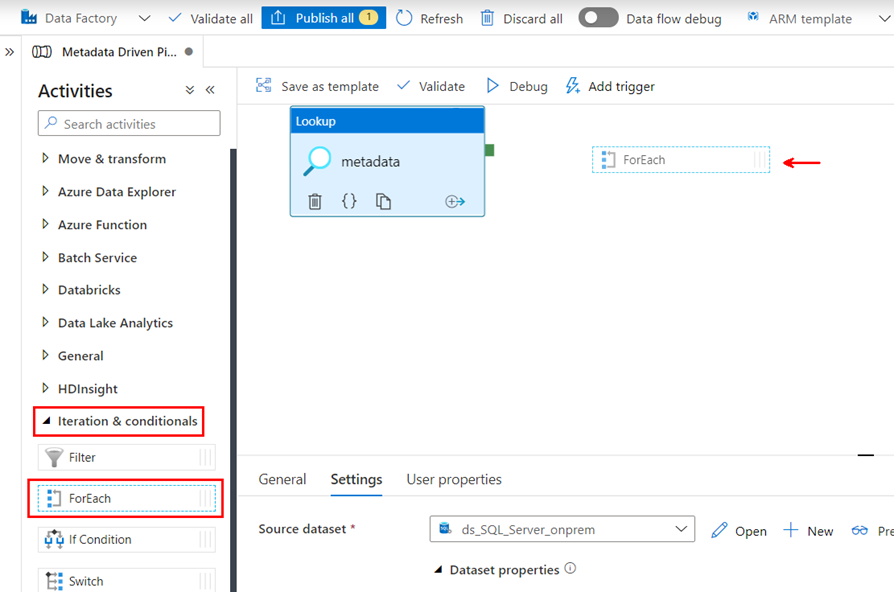 Data Factory Validate all Publish all 1 Refresh Discard all Data flow debug ARM template
Metadata Driven Pi...
Activities
Search activities
Move & transform
Azure Data Explorer
Azure Function
Batch Service
Databricks
Data Lake Analytics
General
HDInsight
Iteration & conditionals
Filter
ForEach
If Condition
Switch
Save as template Validate Debug Add trigger
Lookup
metadata
{}
ForEach
General Settings User properties
Source dataset *
ds_SQL_Server_onprem
Open New Pre
Dataset properties